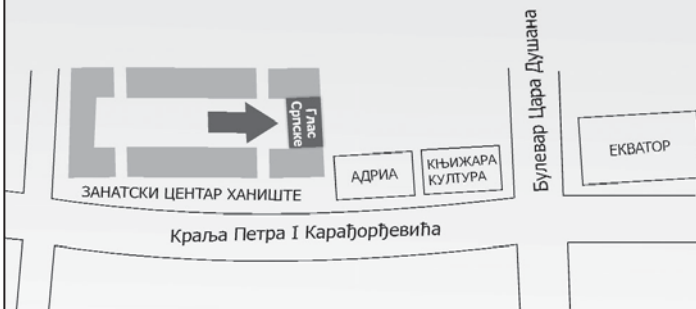 Глас
Српске
АДРИА
КЊИЖАРА
КУЛТУРА
Булевар Цара Душана
ЕКВАТОР
ЗАНАТСКИ ЦЕНТАР ХАНИШТЕ
Краља Петра I Карађорђевића